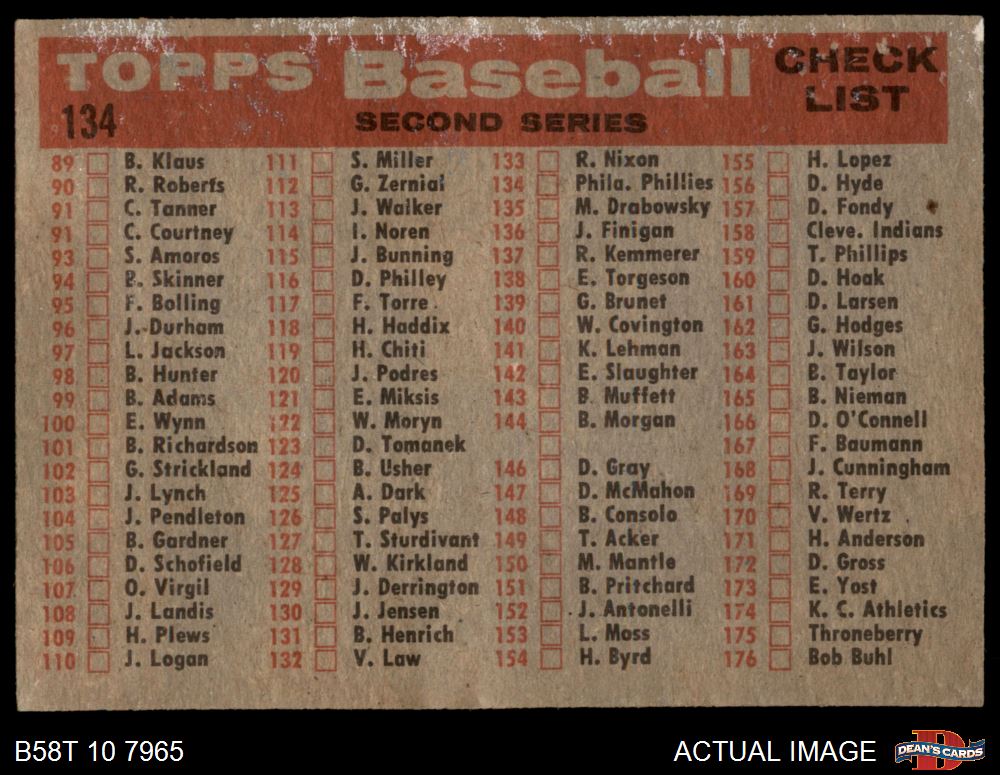 TOPPS Baseball CHECK LIST
134 SECOND SERIES
89 B. Klaus 111 S. Miller 133 R. Nixon 155 H. Lopez
90 R. Roberts 112 G. Zernial 134 Phila. Phillies 156 D. Hyde
91 C. Tanner 113 J. Walker 135 M. Drabowsky 157 D. Fondy
91 C. Courtney 114 I. Noren 136 J. Finigan 158 Cleve. Indians
93 S. Amoros 115 J. Bunning 137 R. Kemmerer 159 T. Phillips
94 B. Skinner 116 D. Philley 138 E. Torgeson 160 D. Hoak
95 F. Bolling 117 F. Torre 139 G. Brunet 161 D. Larsen
96 J. Durham 118 H. Haddix 140 W. Covington 162 G. Hodges
97 L. Jackson 119 H. Chiti 141 K. Lehman 163 J. Wilson
98 B. Hunter 120 J. Podres 142 E. Slaughter 164 B. Taylor
99 B. Adams 121 E. Miksis 143 B. Muffett 165 B. Nieman
100 E. Wynn 122 W. Moryn 144 B. Morgan 166 D. O'Connell
101 B. Richardson 123 D. Tomanek 167 F. Baumann
102 G. Strickland 124 B. Usher 146 D. Gray 168 J. Cunningham
103 J. Lynch 125 A. Dark 147 D. McMahon 169 R. Terry
104 J. Pendleton 126 S. Palys 148 B. Consolo 170 V. Wertz
105 B. Gardner 127 T. Sturdivant 149 T. Acker 171 H. Anderson
106 D. Schofield 128 W. Kirkland 150 M. Mantle 172 D. Gross
107 O. Virgil 129 J. Derrington 151 B. Pritchard 173 E. Yost
108 J. Landis 130 J. Jensen 152 J. Antonelli 174 K. C. Athletics
109 H. Plews 131 B. Henrich 153 L. Moss 175 Throneberry
110 J. Logan 132 V. Law 154 H. Byrd 176 Bob Buhl
B58T 10 7965 ACTUAL IMAGE DEAN'S CARDS